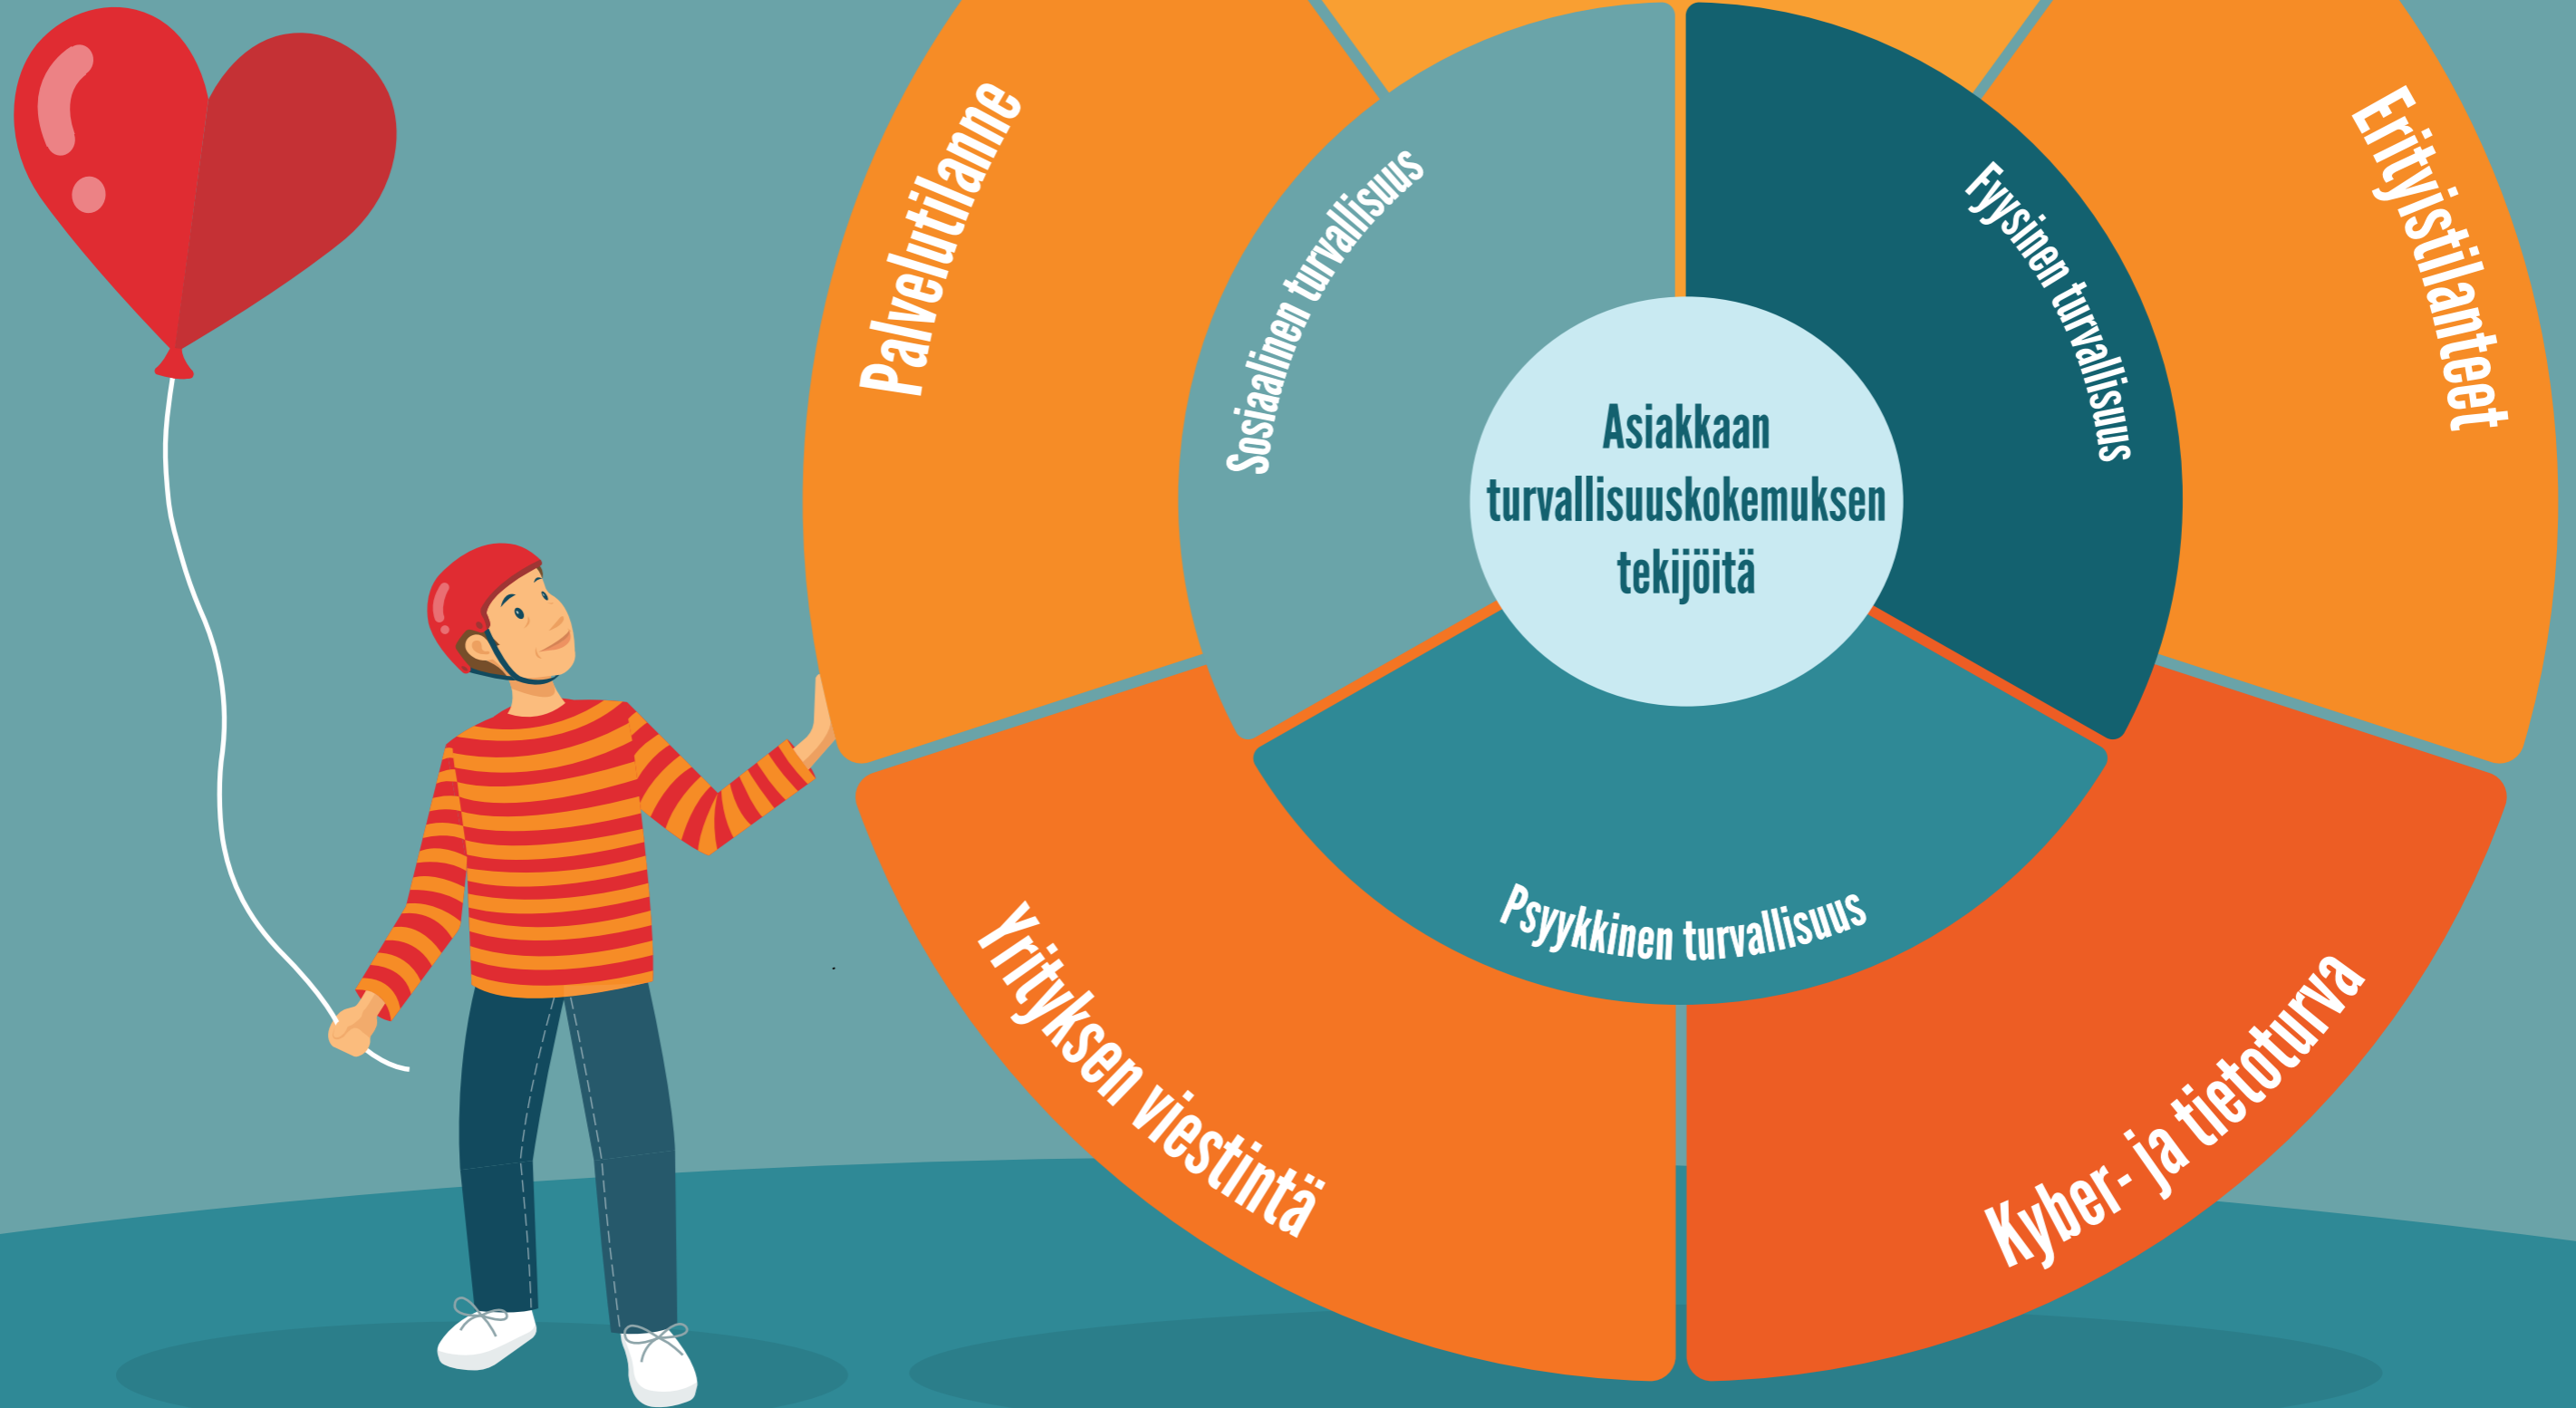 Palvelutilanne
Sosiaalinen turvallisuus
Fyysinen turvallisuus
Erityistilanteet
Asiakkaan
turvallisuuskokemuksen
tekijöitä
Psyykkinen turvallisuus
Yrityksen viestintä
Kyber- ja tietoturva